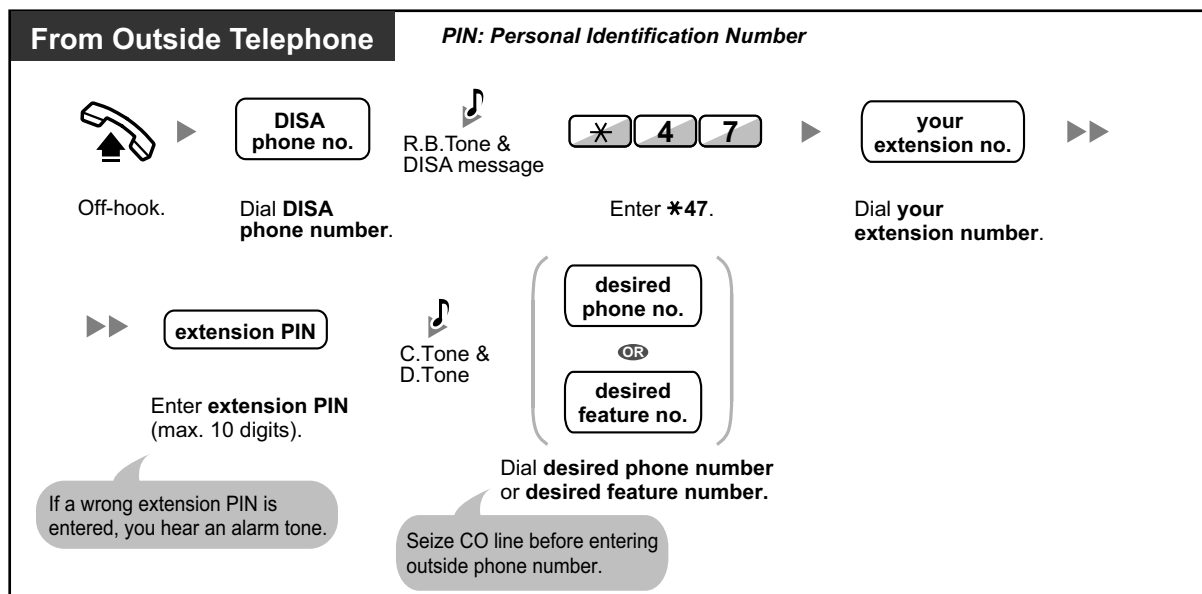 From Outside Telephone
PIN: Personal Identification Number
DISA
phone no.
R.B.Tone &
DISA message
* 4 7
your
extension no.
Off-hook.
Dial DISA
phone number.
Enter *47.
Dial your
extension number.
extension PIN
C.Tone &
D.Tone
desired
phone no.
OR
desired
feature no.
Enter extension PIN
(max. 10 digits).
Dial desired phone number
or desired feature number.
If a wrong extension PIN is
entered, you hear an alarm tone.
Seize CO line before entering
outside phone number.